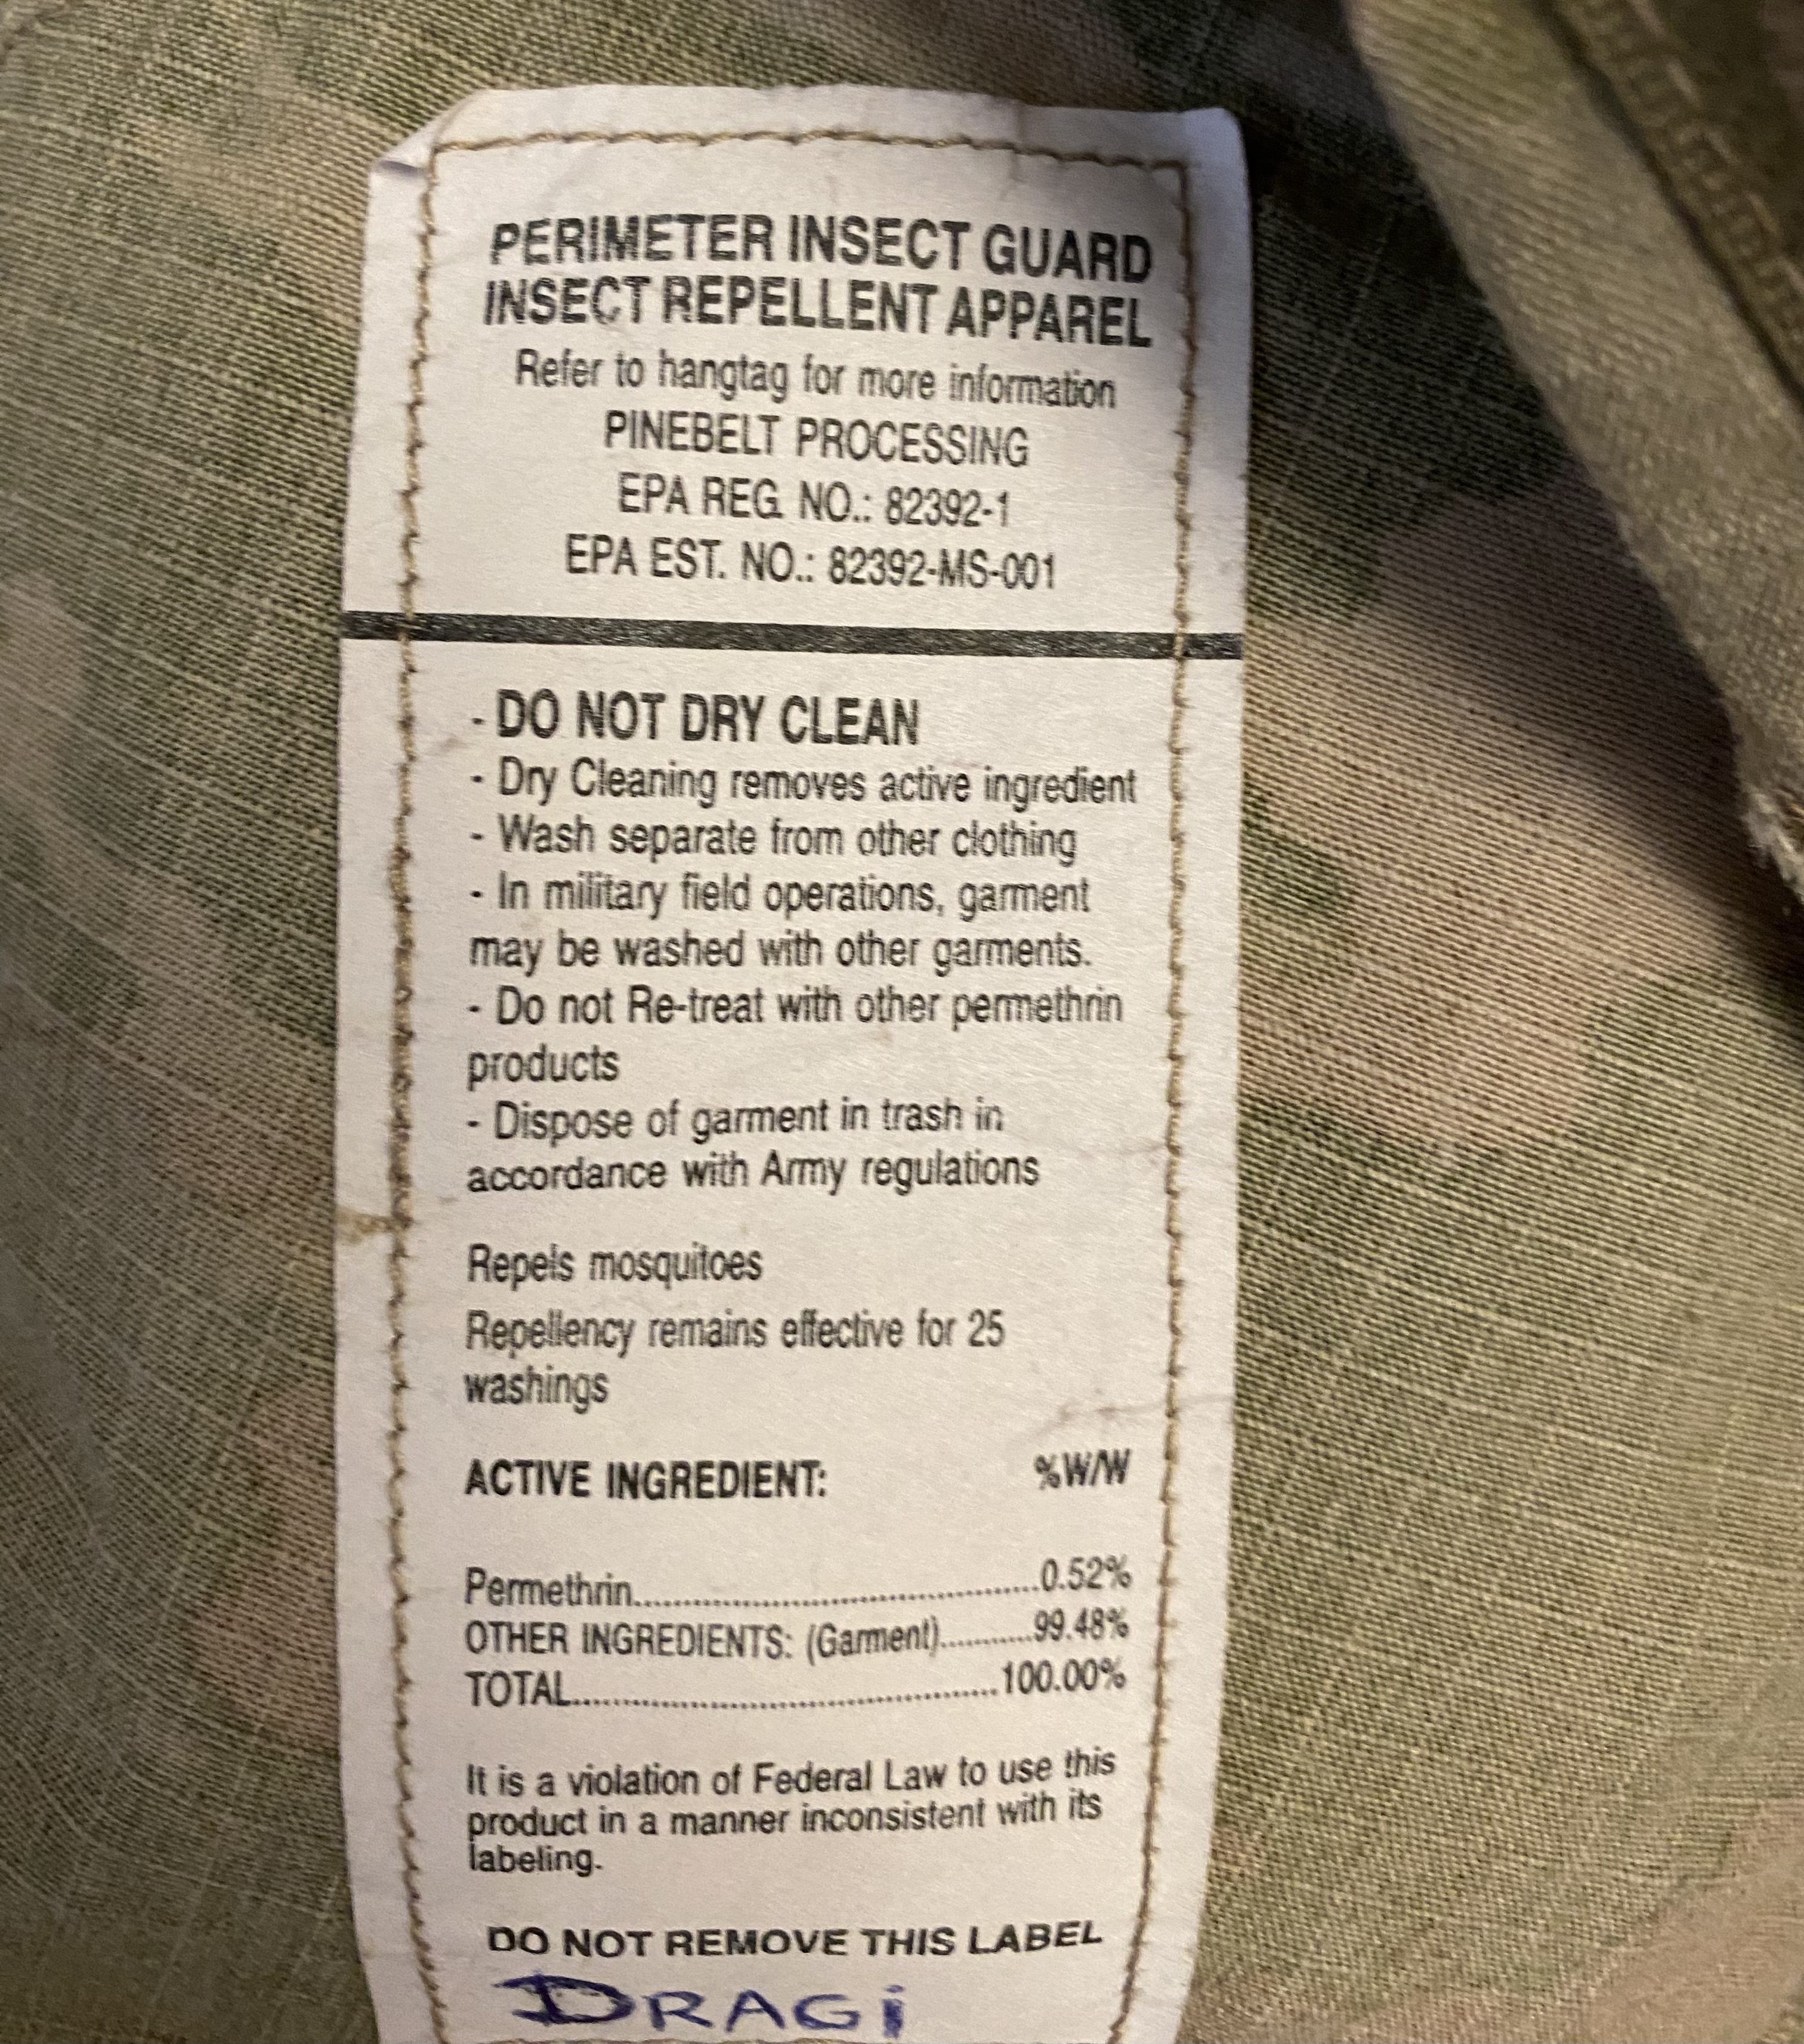 PERIMETER INSECT GUARD
INSECT REPELLENT APPAREL
Refer to hangtag for more information
PINEBELT PROCESSING
EPA REG. NO.: 82392-1
EPA EST. NO.: 82392-MS-001
- DO NOT DRY CLEAN
- Dry Cleaning removes active ingredient
- Wash separate from other clothing
- In military field operations, garment
may be washed with other garments.
- Do not Re-treat with other permethrin
products
- Dispose of garment in trash in
accordance with Army regulations
Repels mosquitoes
Repellency remains effective for 25
washings
ACTIVE INGREDIENT: %W/W
Permethrin..........................................0.52%
OTHER INGREDIENTS: (Garment)............99.48%
TOTAL.............................................100.00%
It is a violation of Federal Law to use this
product in a manner inconsistent with its
labeling.
DO NOT REMOVE THIS LABEL
DRAGi